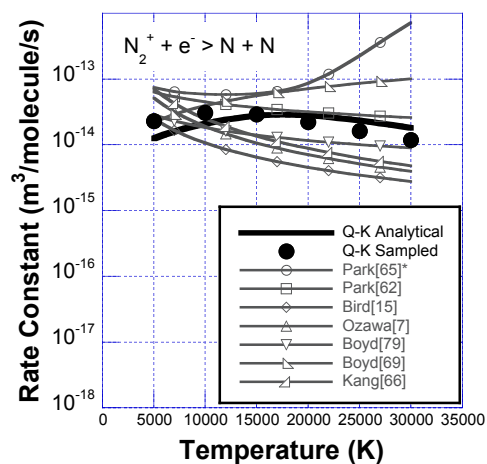 N₂⁺ + e⁻ > N + N
10⁻¹³
10⁻¹⁴
10⁻¹⁵
10⁻¹⁶
10⁻¹⁷
10⁻¹⁸
Rate Constant (m³/molecule/s)
Q-K Analytical
Q-K Sampled
Park[65]*
Park[62]
Bird[15]
Ozawa[7]
Boyd[79]
Boyd[69]
Kang[66]
0 5000 10000 15000 20000 25000 30000 35000
Temperature (K)